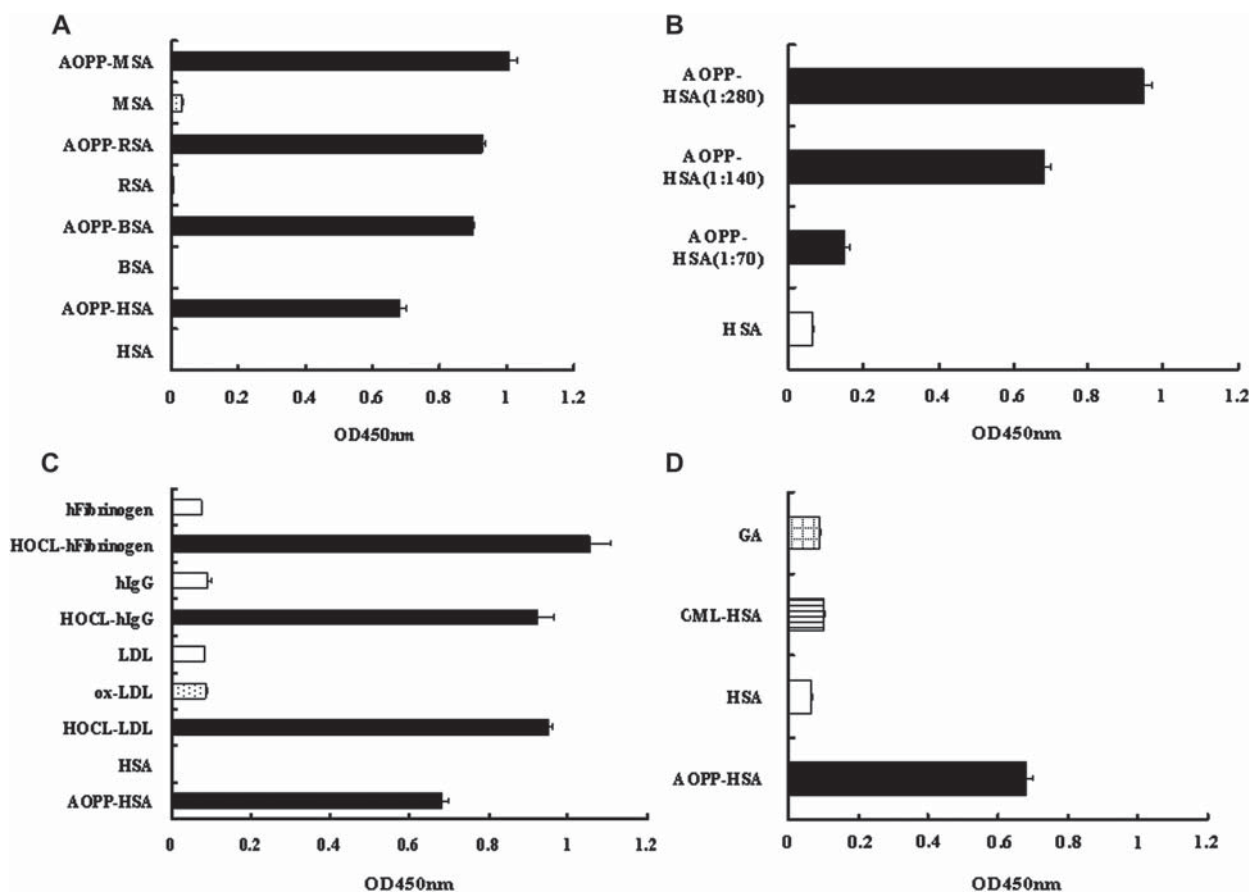 A
AOPP-MSA
MSA
AOPP-RSA
RSA
AOPP-BSA
BSA
AOPP-HSA
HSA
0 0.2 0.4 0.6 0.8 1 1.2
OD450nm
B
AOPP-
HSA(1:280)
AOPP-
HSA(1:140)
AOPP-
HSA(1:70)
HSA
0 0.2 0.4 0.6 0.8 1 1.2
OD450nm
C
hFibrinogen
HOCL-hFibrinogen
hIgG
HOCL-hIgG
LDL
ox-LDL
HOCL-LDL
HSA
AOPP-HSA
0 0.2 0.4 0.6 0.8 1 1.2
OD450nm
D
GA
CML-HSA
HSA
AOPP-HSA
0 0.2 0.4 0.6 0.8 1 1.2
OD450nm